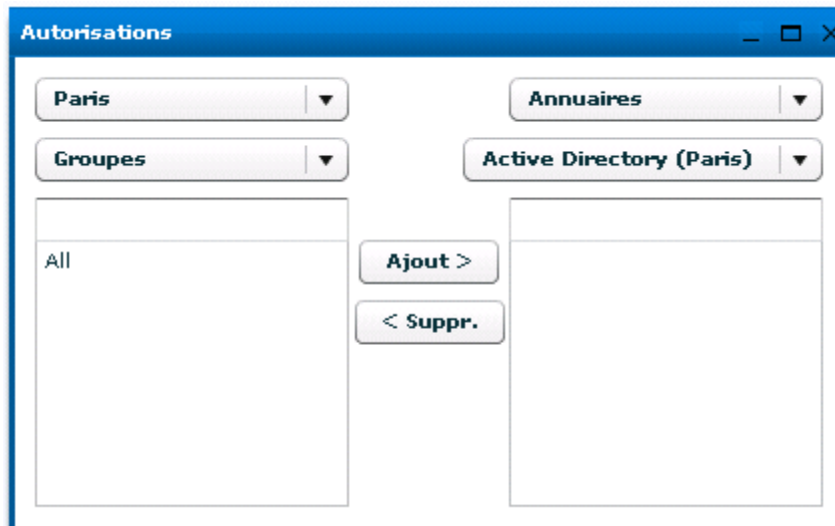 Autorisations
Paris
Annuaires
Groupes
Active Directory (Paris)
All
Ajout >
< Suppr.